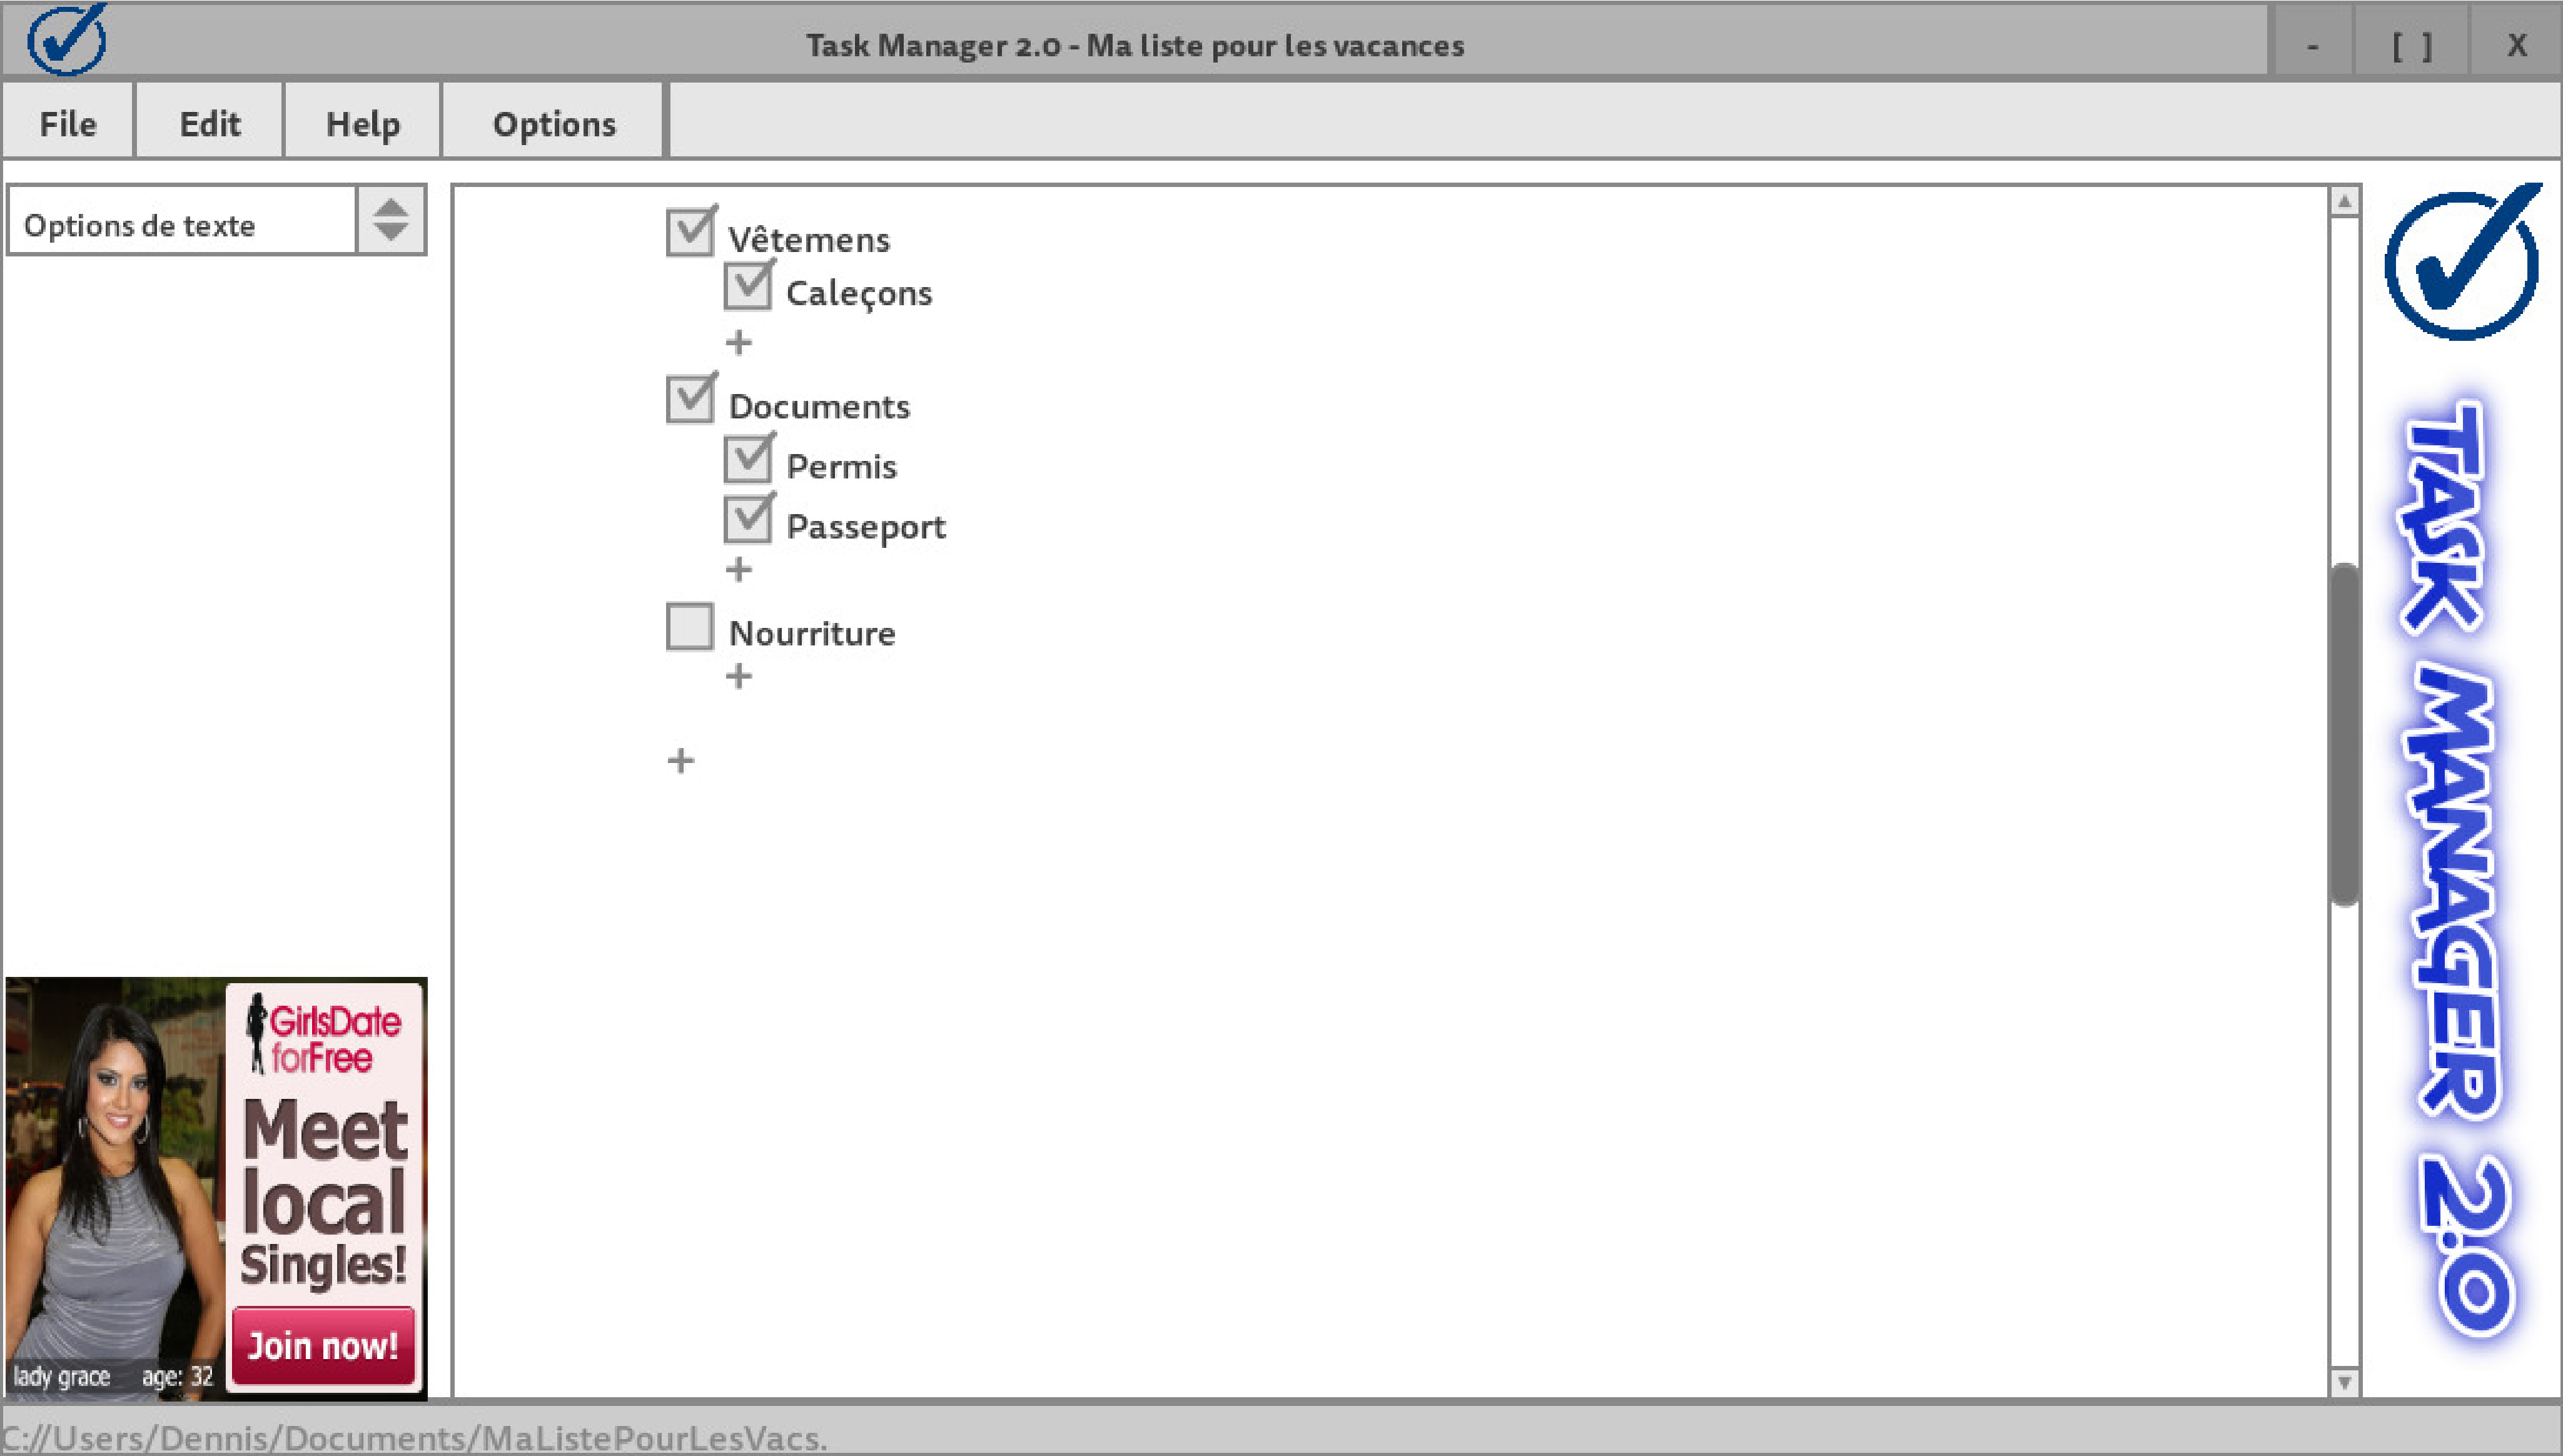 Task Manager 2.0 - Ma liste pour les vacances
- [ ] X
File Edit Help Options
Options de texte
Vêtemens
Caleçons
+
Documents
Permis
Passeport
+
Nourriture
+
+
GirlsDate
forFree
Meet
local
Singles!
Join now!
lady grace age: 32
TASK MANAGER 2.0
C://Users/Dennis/Documents/MaListePourLesVacs.